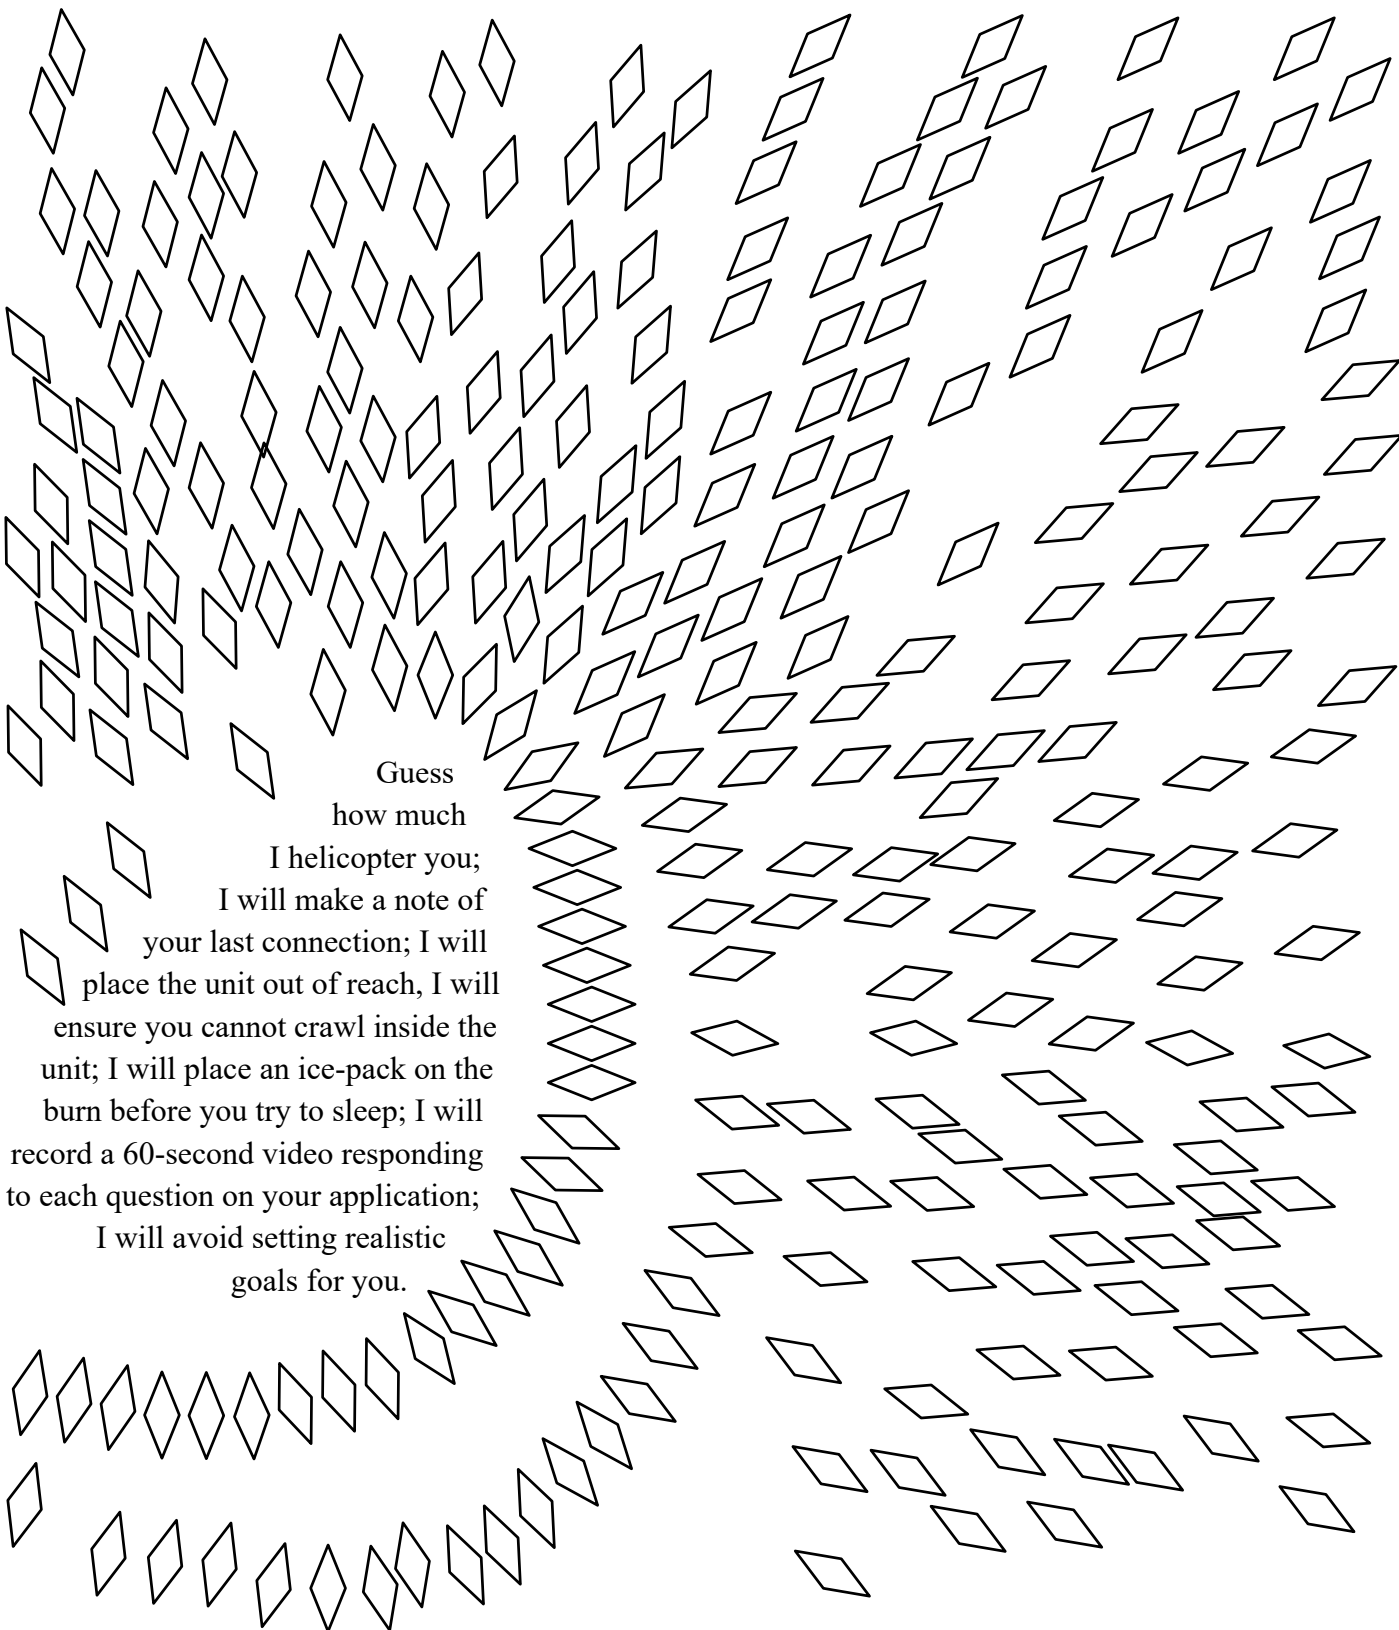 Guess
how much
I helicopter you;
I will make a note of
your last connection; I will
place the unit out of reach, I will
ensure you cannot crawl inside the
unit; I will place an ice-pack on the
burn before you try to sleep; I will
record a 60-second video responding
to each question on your application;
I will avoid setting realistic
goals for you.